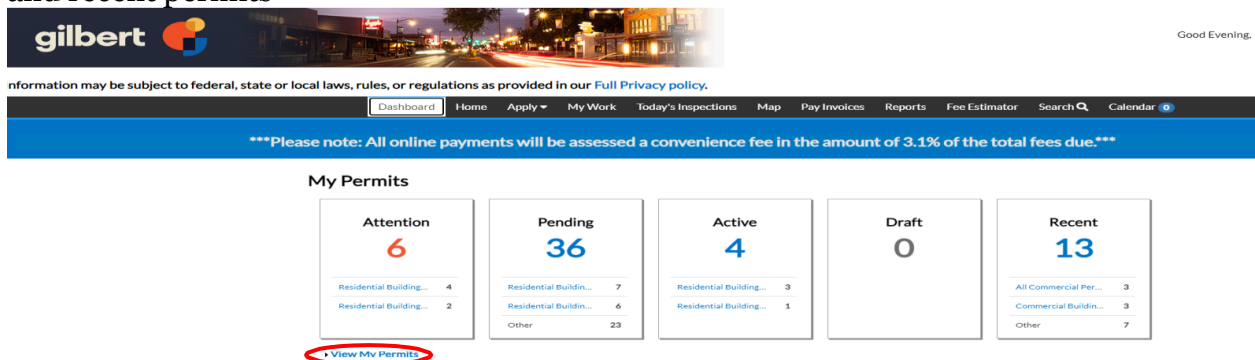 and recent permits
gilbert
Good Evening,
nformation may be subject to federal, state or local laws, rules, or regulations as provided in our Full Privacy policy.
Dashboard Home Apply My Work Today's Inspections Map Pay Invoices Reports Fee Estimator Search Calendar 0
***Please note: All online payments will be assessed a convenience fee in the amount of 3.1% of the total fees due.***
My Permits
Attention Pending Active Draft Recent
6 36 4 0 13
Residential Building... 4 Residential Buildin... 7 Residential Building... 3 All Commercial Per... 3
Residential Building... 2 Residential Buildin... 6 Residential Building... 1 Commercial Buildin... 3
Other 23 Other 7
View My Permits